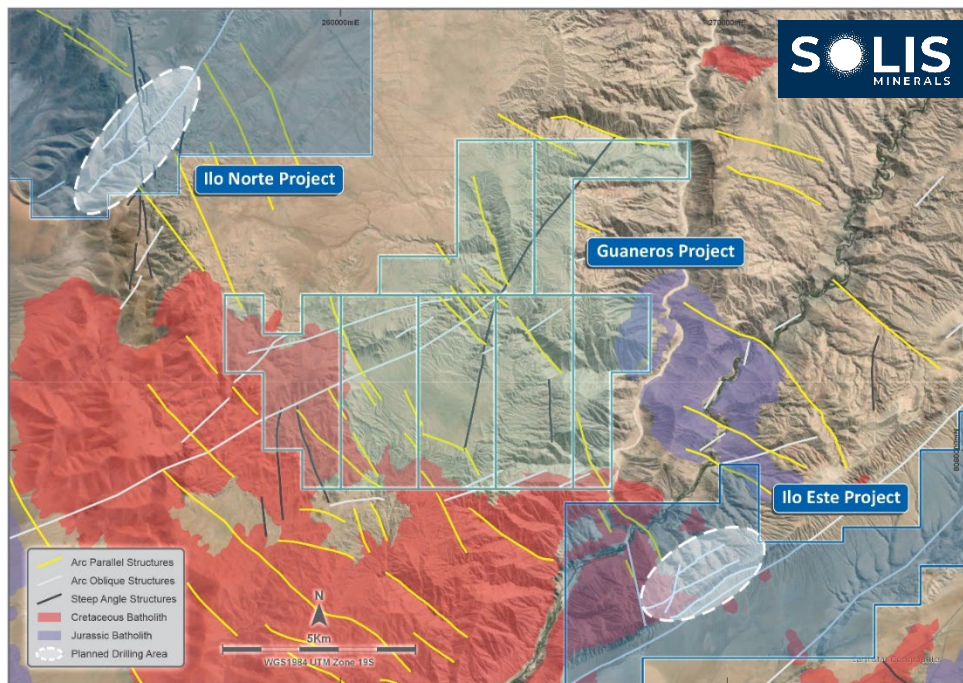 260000mE
270000mE
SOLIS
MINERALS
Ilo Norte Project
Guaneros Project
Ilo Este Project
Arc Parallel Structures
Arc Oblique Structures
Steep Angle Structures
Cretaceous Batholith
Jurassic Batholith
Planned Drilling Area
N
5Km
WGS1984 UTM Zone 19S